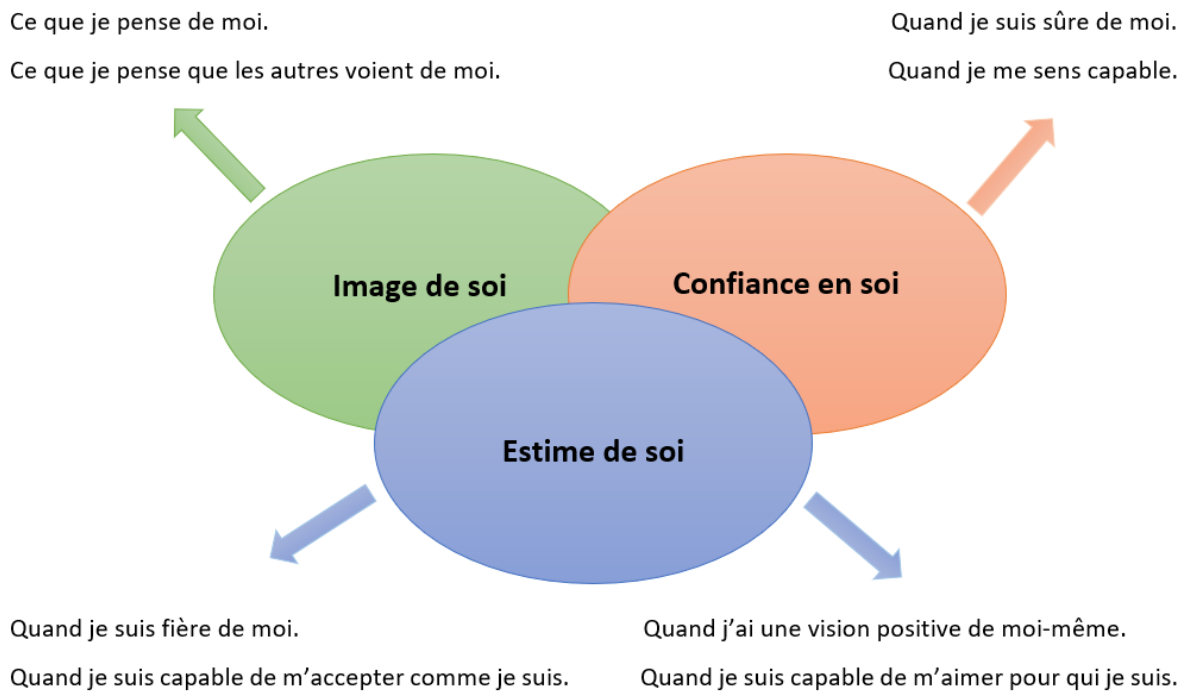 Ce que je pense de moi.
Ce que je pense que les autres voient de moi.
Quand je suis sûre de moi.
Quand je me sens capable.
Image de soi
Confiance en soi
Estime de soi
Quand je suis fière de moi.
Quand je suis capable de m’accepter comme je suis.
Quand j’ai une vision positive de moi-même.
Quand je suis capable de m’aimer pour qui je suis.